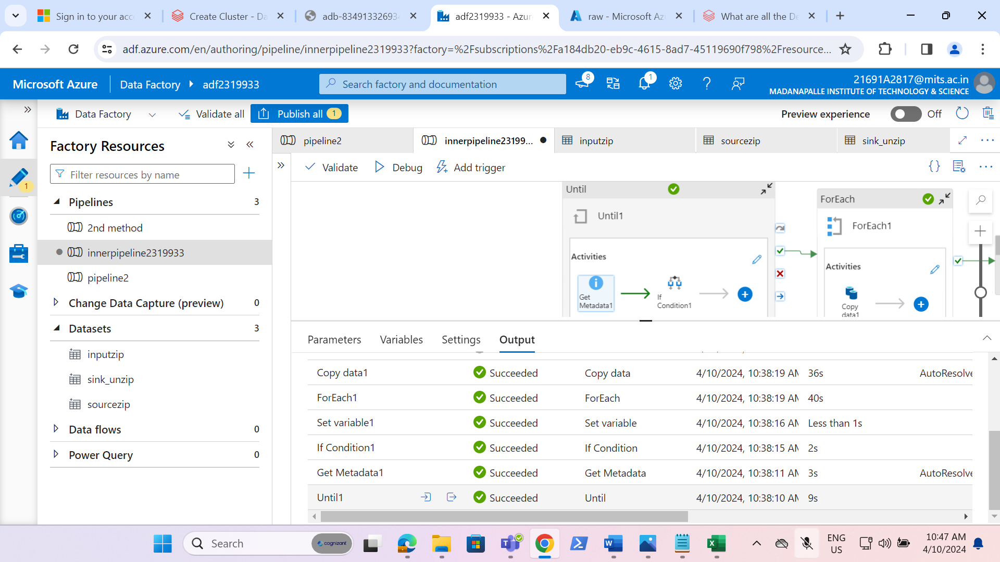 Sign in to your acc
Create Cluster - Da
adb-834913326934
adf2319933 - Azure
raw - Microsoft Az
What are all the De
adf.azure.com/en/authoring/pipeline/innerpipeline2319933?factory=%2Fsubscriptions%2Fa184db20-eb9c-4615-8ad7-45119690f798%2Fresource...
Microsoft Azure
Data Factory
adf2319933
Search factory and documentation
8
1
21691A2817@mits.ac.in
MADANAPALLE INSTITUTE OF TECHNOLOGY & SCIENCE
Data Factory
Validate all
Publish all 1
Preview experience
Off
Factory Resources
pipeline2
innerpipeline23199...
inputzip
sourcezip
sink_unzip
Filter resources by name
1
Validate
Debug
Add trigger
Pipelines 3
2nd method
innerpipeline2319933
pipeline2
Change Data Capture (preview) 0
Datasets 3
inputzip
sink_unzip
sourcezip
Data flows 0
Power Query 0
Until
Until1
Activities
Get
Metadata1
If
Condition1
ForEach
ForEach1
Activities
Copy
data1
Parameters
Variables
Settings
Output
Copy data1 Succeeded Copy data 4/10/2024, 10:38:19 AM 36s AutoResolve
ForEach1 Succeeded ForEach 4/10/2024, 10:38:19 AM 40s
Set variable1 Succeeded Set variable 4/10/2024, 10:38:16 AM Less than 1s
If Condition1 Succeeded If Condition 4/10/2024, 10:38:15 AM 2s
Get Metadata1 Succeeded Get Metadata 4/10/2024, 10:38:11 AM 3s AutoResolve
Until1 Succeeded Until 4/10/2024, 10:38:10 AM 9s
Search
cognizant
ENG
US
10:47 AM
4/10/2024